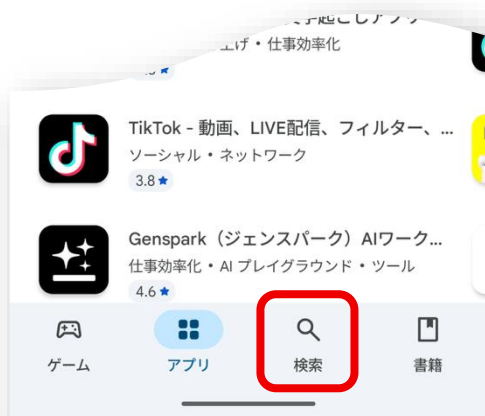 上げ・仕事効率化
TikTok - 動画、LIVE配信、フィルター、...
ソーシャル・ネットワーク
3.8★
Genspark（ジェンスパーク）AIワーク...
仕事効率化・AI プレイグラウンド・ツール
4.6★
ゲーム
アプリ
検索
書籍